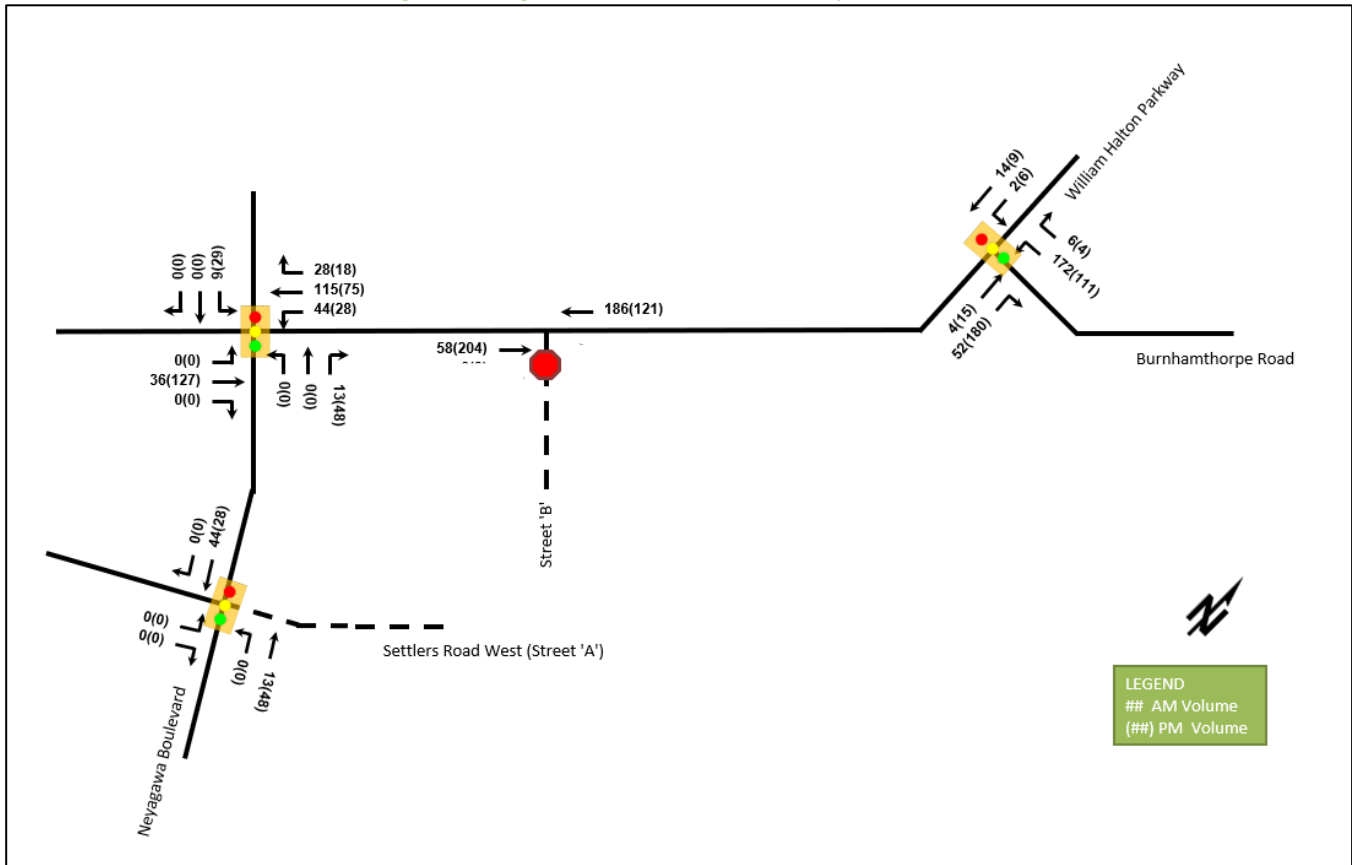 William Halton Parkway
14(9)
2(6)
6(4)
172(111)
4(15)
52(180)
Burnhamthorpe Road
0(0)
0(0)
9(29)
28(18)
115(75)
44(28)
186(121)
58(204)
0(0)
36(127)
0(0)
0(0)
0(0)
13(48)
Street 'B'
0(0)
44(28)
0(0)
0(0)
0(0)
13(48)
Settlers Road West (Street 'A')
Neyagawa Boulevard
N
LEGEND
## AM Volume
(##) PM Volume